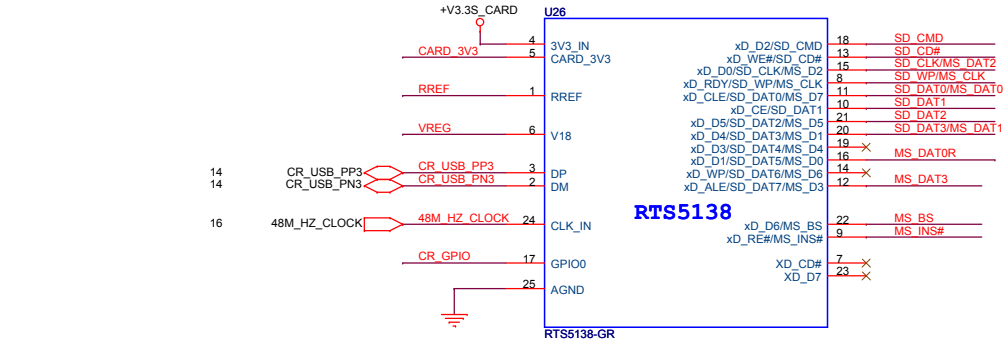 +V3.3S_CARD
U26
4 3V3_IN xD_D2/SD_CMD 18 SD_CMD
CARD_3V3 5 CARD_3V3 xD_WE#/SD_CD# 13 SD_CD#
xD_D0/SD_CLK/MS_D2 15 SD_CLK/MS_DAT2
xD_RDY/SD_WP/MS_CLK 8 SD_WP/MS_CLK
RREF 1 RREF xD_CLE/SD_DAT0/MS_D7 11 SD_DAT0/MS_DAT0
xD_CE/SD_DAT1 10 SD_DAT1
xD_D5/SD_DAT2/MS_D5 21 SD_DAT2
VREG 6 V18 xD_D4/SD_DAT3/MS_D1 20 SD_DAT3/MS_DAT1
xD_D3/SD_DAT4/MS_D4 19
xD_D1/SD_DAT5/MS_D0 16 MS_DAT0R
14 CR_USB_PP3 CR_USB_PP3 3 DP xD_WP/SD_DAT6/MS_D6 14
14 CR_USB_PN3 CR_USB_PN3 2 DM xD_ALE/SD_DAT7/MS_D3 12 MS_DAT3
RTS5138
16 48M_HZ_CLOCK 48M_HZ_CLOCK 24 CLK_IN xD_D6/MS_BS 22 MS_BS
xD_RE#/MS_INS# 9 MS_INS#
CR_GPIO 17 GPIO0 XD_CD# 7
XD_D7 23
25 AGND
RTS5138-GR